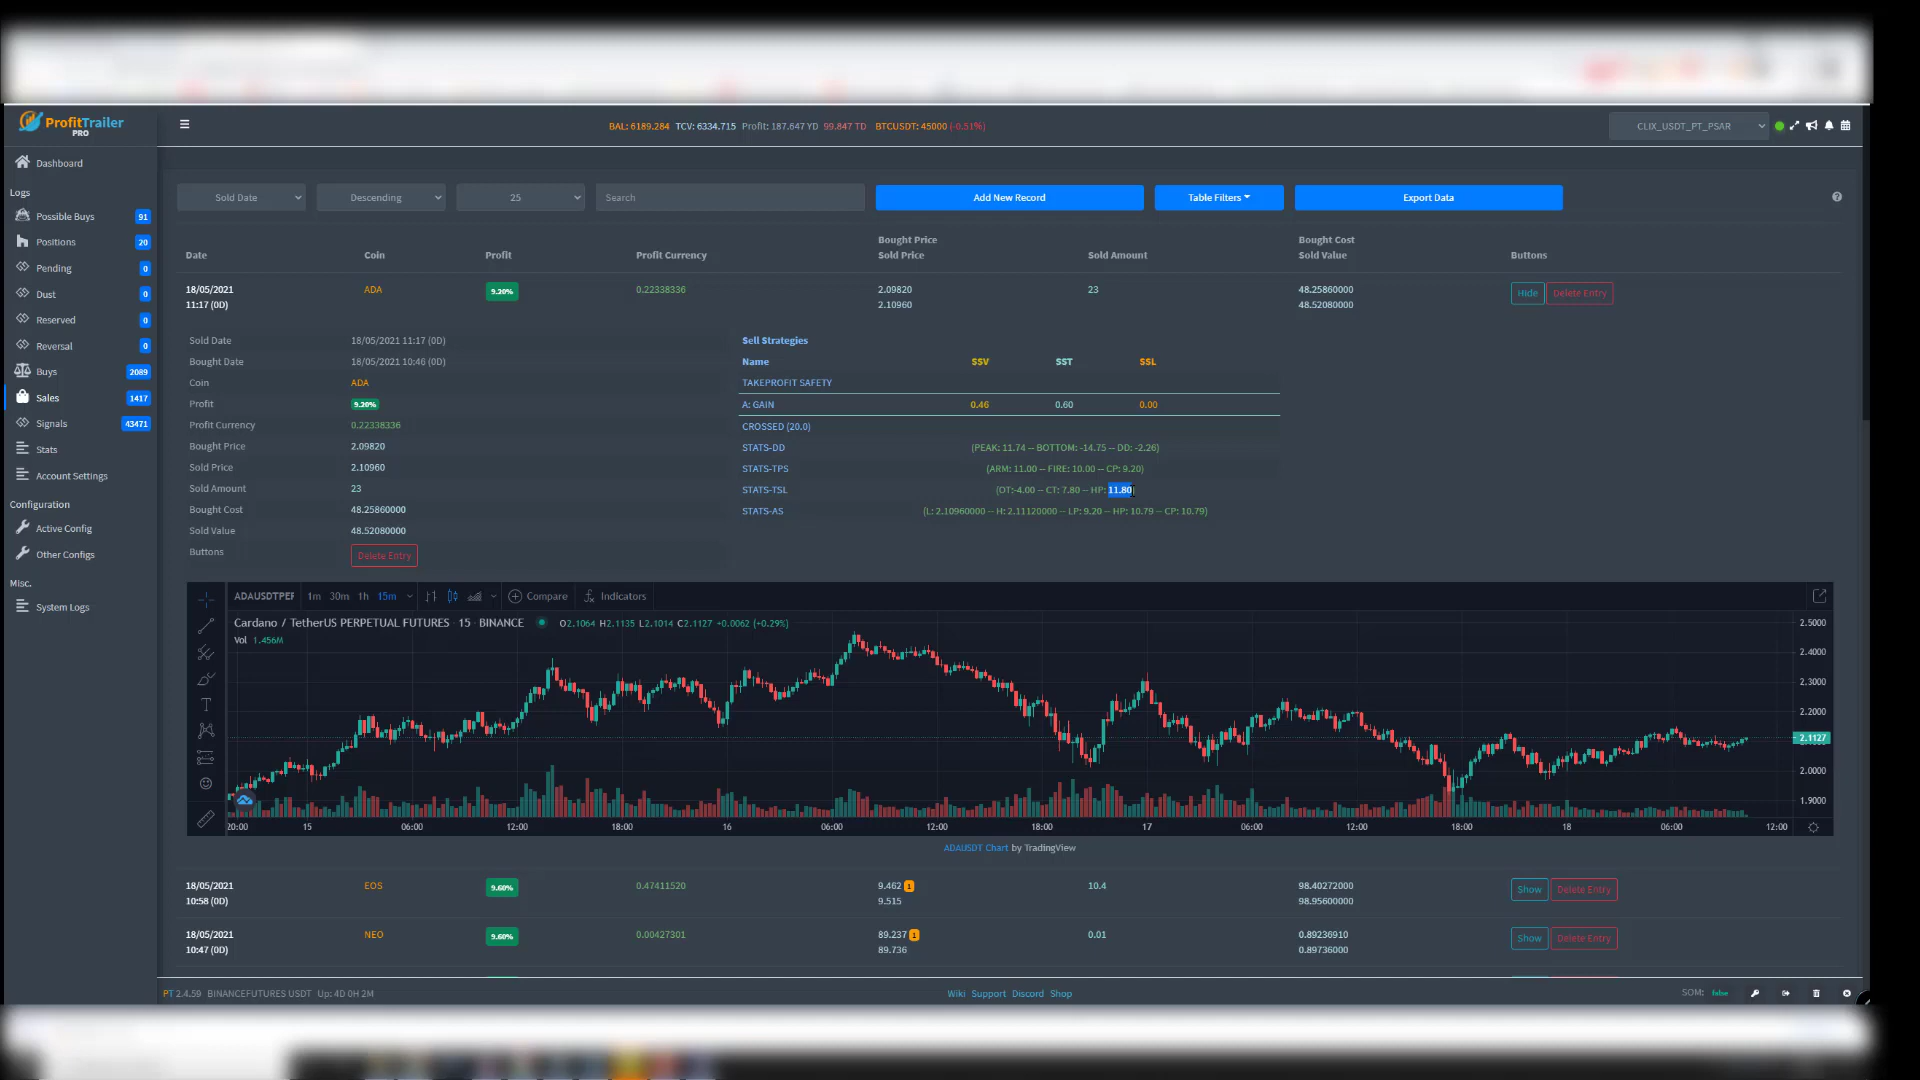 ProfitTrailer
PRO
BAL: 6189.284 TCV: 6334.715 Profit: 187.647 YD 59.847 TD BTCUSDT: 45000 (-0.51%)
CLIX_USDT_PT_PSAR
Dashboard
Logs
Possible Buys 91
Positions 20
Pending 0
Dust 0
Reserved 0
Reversal 0
Buys 2089
Sales 1417
Signals 43471
Stats
Account Settings
Configuration
Active Config
Other Configs
Misc.
System Logs
Sold Date Descending 25 Search Add New Record Table Filters Export Data
Date Coin Profit Profit Currency Bought Price Sold Price Sold Amount Bought Cost Sold Value Buttons
18/05/2021 ADA 9.20% 0.22338336 2.09820 23 48.25860000 Hide Delete Entry
11:17 (0D) 2.10960 48.52080000
Sold Date 18/05/2021 11:17 (0D)
Bought Date 18/05/2021 10:46 (0D)
Coin ADA
Profit 9.20%
Profit Currency 0.22338336
Bought Price 2.09820
Sold Price 2.10960
Sold Amount 23
Bought Cost 48.25860000
Sold Value 48.52080000
Buttons Delete Entry
Sell Strategies
Name SSV SST SSL
TAKEPROFIT SAFETY
A: GAIN 0.46 0.60 0.00
CROSSED (20.0)
STATS-DD (PEAK: 11.74 -- BOTTOM: -14.75 -- DD: -2.26)
STATS-TPS (ARM: 11.00 -- FIRE: 10.00 -- CP: 9.20)
STATS-TSL (OT:-4.00 -- CT: 7.80 -- HP: 11.80)
STATS-AS (L: 2.10960000 -- H: 2.11120000 -- LP: 9.20 -- HP: 10.79 -- CP: 10.79)
ADAUSDTPER 1m 30m 1h 15m Compare Indicators
Cardano / TetherUS PERPETUAL FUTURES · 15 · BINANCE O2.1064 H2.1135 L2.1014 C2.1127 +0.0062 (+0.29%)
Vol 1.456M
2.5000
2.4000
2.3000
2.2000
2.1127
2.0000
1.9000
20:00 15 06:00 12:00 18:00 16 06:00 12:00 18:00 17 06:00 12:00 18:00 18 06:00 12:00
ADAUSDT Chart by TradingView
18/05/2021 EOS 9.60% 0.47411520 9.462 1 10.4 98.40272000 Show Delete Entry
10:58 (0D) 9.515 98.95600000
18/05/2021 NEO 9.60% 0.00427301 89.237 1 0.01 0.89236910 Show Delete Entry
10:47 (0D) 89.736 0.89736000
PT 2.4.59 BINANCEFUTURES USDT Up: 4D 0H 2M Wiki Support Discord Shop SOM: false